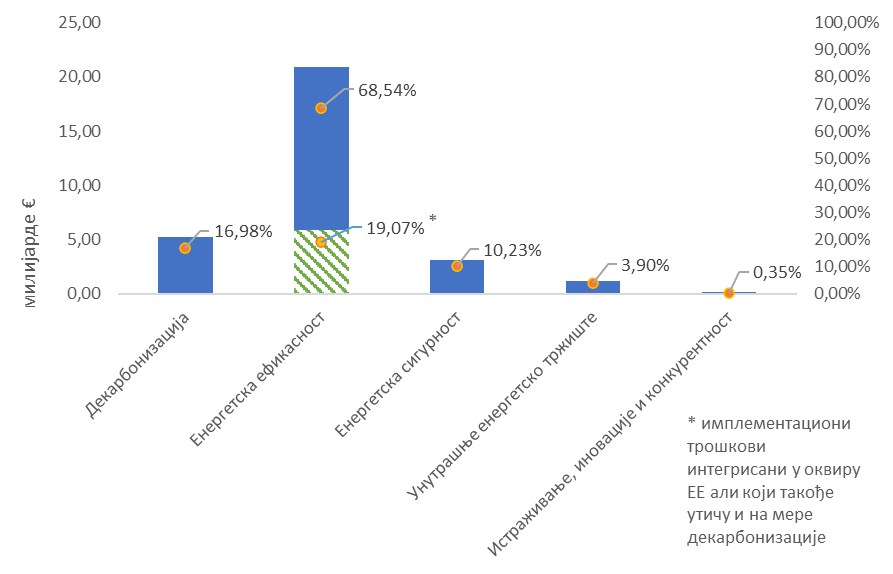 25,00
20,00
15,00
10,00
5,00
0,00
милијарде €
100,00%
90,00%
80,00%
70,00%
60,00%
50,00%
40,00%
30,00%
20,00%
10,00%
0,00%
16,98%
68,54%
19,07% *
10,23%
3,90%
0,35%
Декарбонизација
Енергетска ефикасност
Енергетска сигурност
Унутрашње енергетско тржиште
Истраживање, иновације и конкурентност
* имплементациони
трошкови
интегрисани у оквиру
ЕЕ али који такође
утичу и на мере
декарбонизације